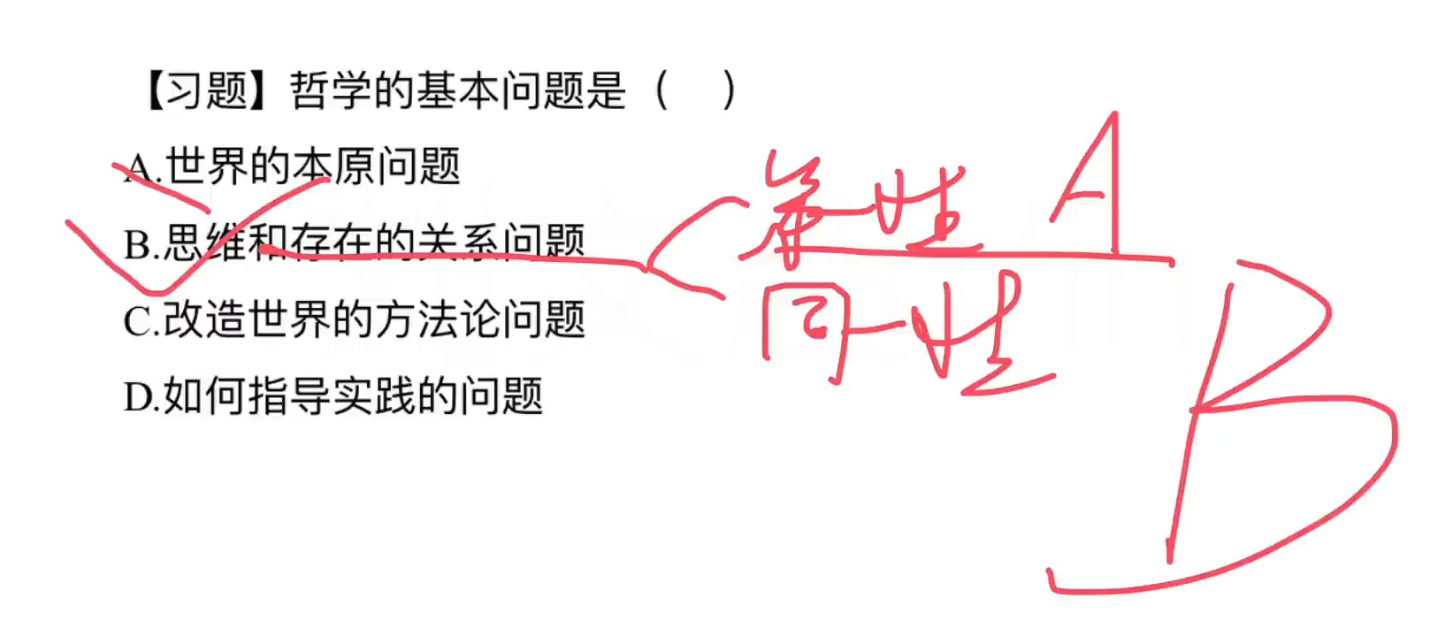 【习题】哲学的基本问题是（ ）
A.世界的本原问题
B.思维和存在的关系问题
C.改造世界的方法论问题
D.如何指导实践的问题
第一性 A
同一性
B